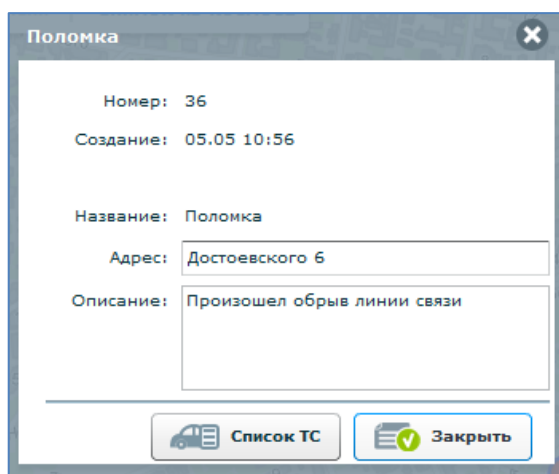 Поломка
Номер: 36
Создание: 05.05 10:56
Название: Поломка
Адрес: Достоевского 6
Описание: Произошел обрыв линии связи
Список ТС
Закрыть